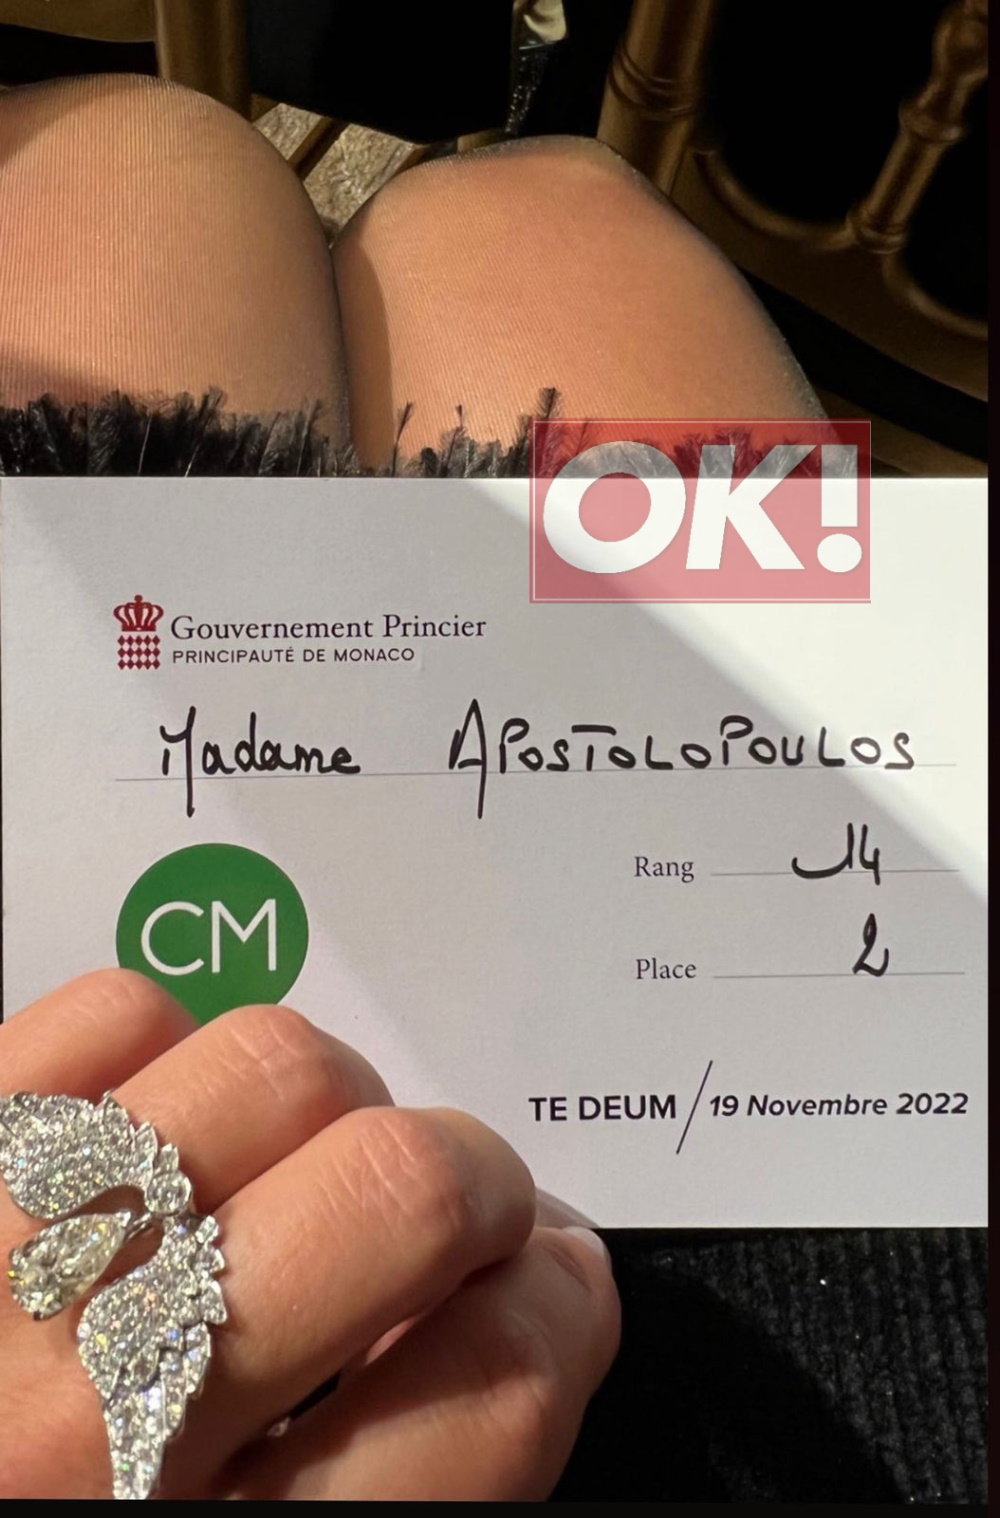 OK!
Gouvernement Princier
PRINCIPAUTÉ DE MONACO
Madame APOSTOLOPOULOS
Rang 14
CM
Place 2
TE DEUM / 19 Novembre 2022